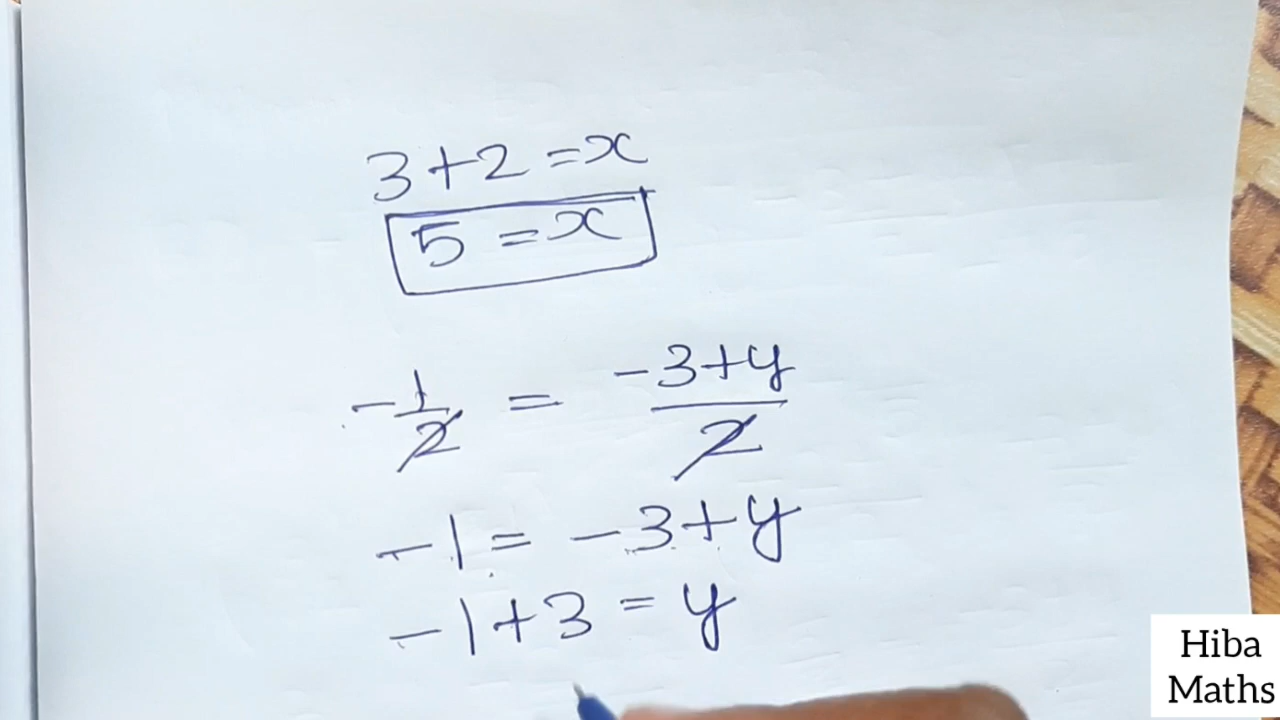 3+2=x
5=x
-1/2 = -3+y/2
-1=-3+y
-1+3=y
Hiba
Maths